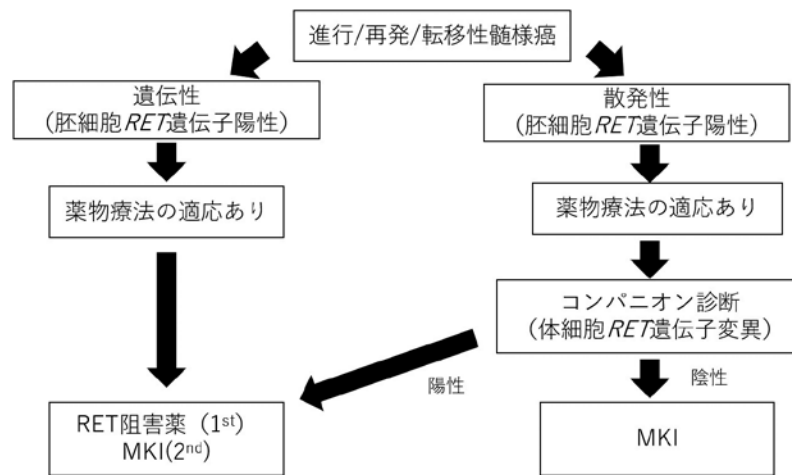 進行/再発/転移性髄様癌
遺伝性
(胚細胞RET遺伝子陽性)
散発性
(胚細胞RET遺伝子陽性)
薬物療法の適応あり
薬物療法の適応あり
コンパニオン診断
(体細胞RET遺伝子変異)
陽性
陰性
RET阻害薬（1st)
MKI(2nd)
MKI